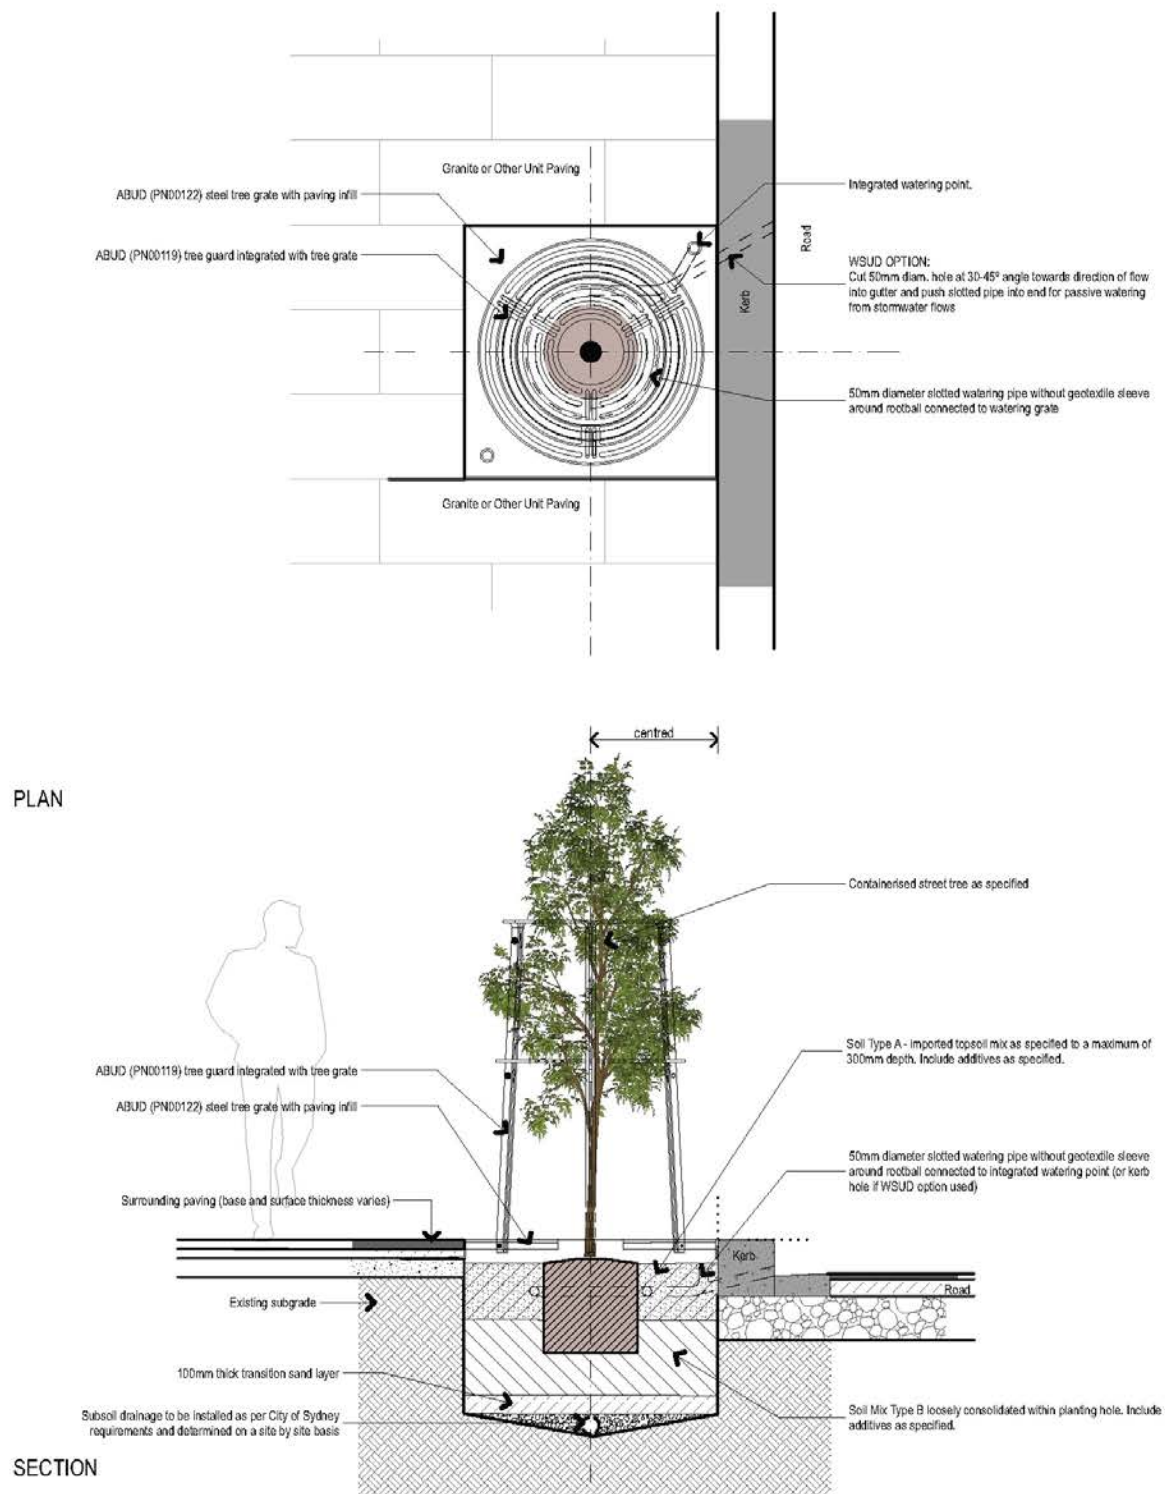 Granite or Other Unit Paving
ABUD (PN00122) steel tree grate with paving infill
Integrated watering point.
Road
ABUD (PN00119) tree guard integrated with tree grate
WSUD OPTION:
Cut 50mm diam. hole at 30-45° angle towards direction of flow
into gutter and push slotted pipe into end for passive watering
from stormwater flows
Kerb
50mm diameter slotted watering pipe without geotextile sleeve
around rootball connected to watering grate
Granite or Other Unit Paving
centred
PLAN
Containerised street tree as specified
Soil Type A - imported topsoil mix as specified to a maximum of
300mm depth. Include additives as specified.
ABUD (PN00119) tree guard integrated with tree grate
ABUD (PN00122) steel tree grate with paving infill
50mm diameter slotted watering pipe without geotextile sleeve
around rootball connected to integrated watering point (or kerb
hole if WSUD option used)
Surrounding paving (base and surface thickness varies)
Kerb
Road
Existing subgrade
100mm thick transition sand layer
Subsoil drainage to be installed as per City of Sydney
requirements and determined on a site by site basis
Soil Mix Type B loosely consolidated within planting hole. Include
additives as specified.
SECTION